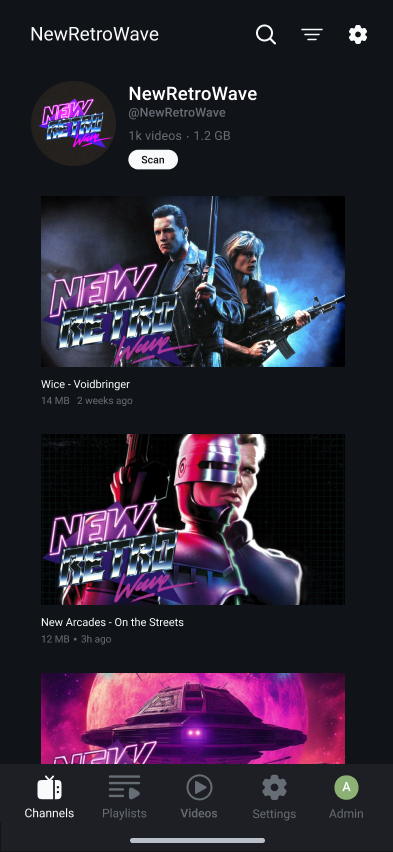 NewRetroWave
NEW
RETRO
Wave
NewRetroWave
@NewRetroWave
1k videos · 1.2 GB
Scan
NEW
RETRO
Wave
Wice - Voidbringer
14 MB 2 weeks ago
NEW
RETRO
Wave
New Arcades - On the Streets
12 MB • 3h ago
NEW
Channels
Playlists
Videos
Settings
A
Admin